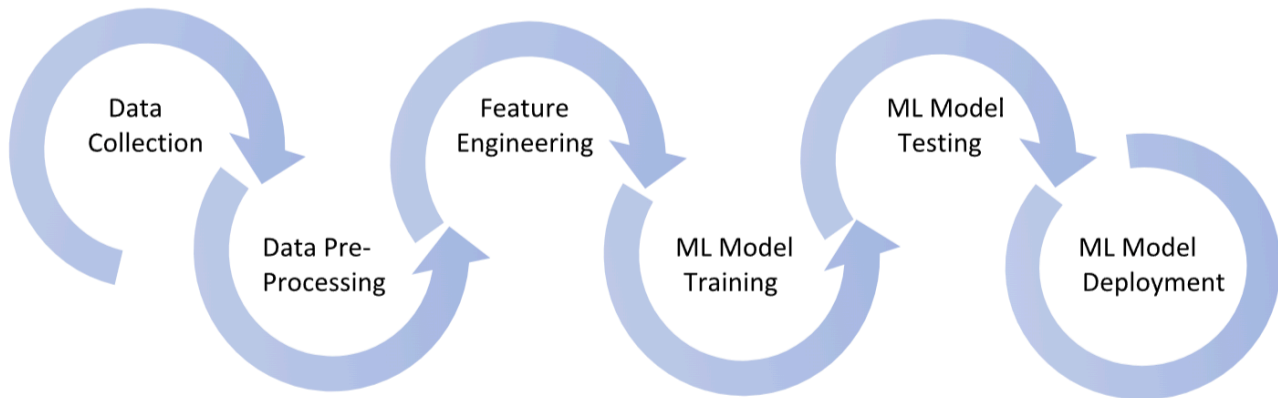 Data
Collection
Data Pre-
Processing
Feature
Engineering
ML Model
Training
ML Model
Testing
ML Model
Deployment